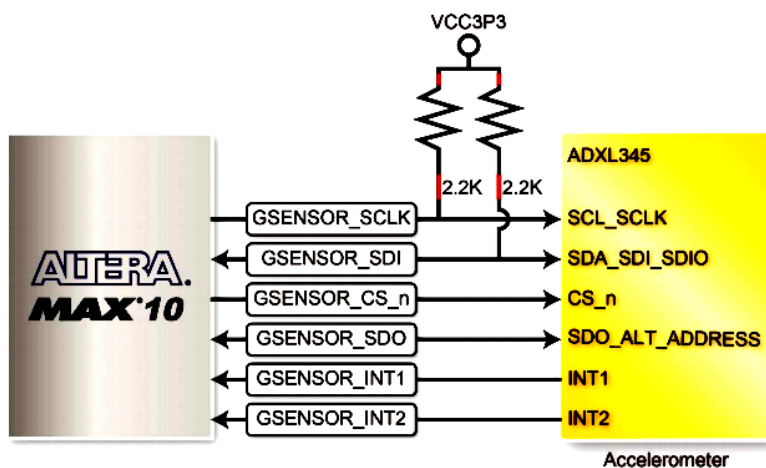 VCC3P3
2.2K 2.2K
ADXL345
GSENSOR_SCLK SCL_SCLK
GSENSOR_SDI SDA_SDI_SDIO
ALTERA.
MAX®10
GSENSOR_CS_n CS_n
GSENSOR_SDO SDO_ALT_ADDRESS
GSENSOR_INT1 INT1
GSENSOR_INT2 INT2
Accelerometer